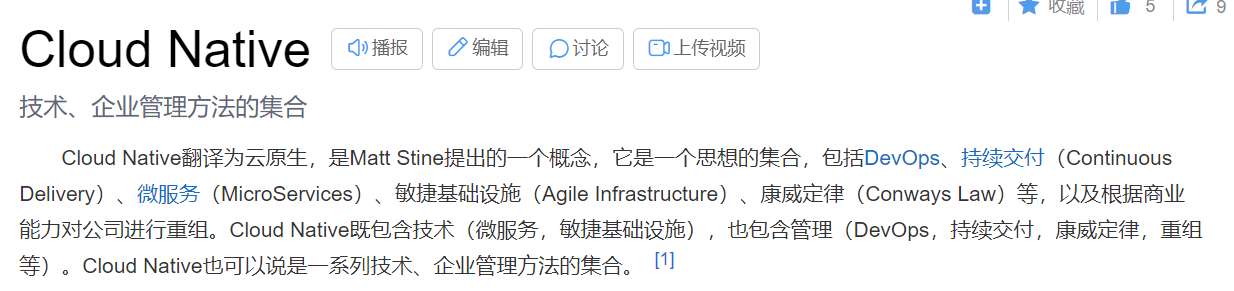 收藏 5 9
Cloud Native 播报 编辑 讨论 上传视频
技术、企业管理方法的集合
Cloud Native翻译为云原生，是Matt Stine提出的一个概念，它是一个思想的集合，包括DevOps、持续交付（Continuous
Delivery）、微服务（MicroServices）、敏捷基础设施（Agile Infrastructure）、康威定律（Conways Law）等，以及根据商业
能力对公司进行重组。Cloud Native既包含技术（微服务，敏捷基础设施），也包含管理（DevOps，持续交付，康威定律，重组
等）。Cloud Native也可以说是一系列技术、企业管理方法的集合。 [1]